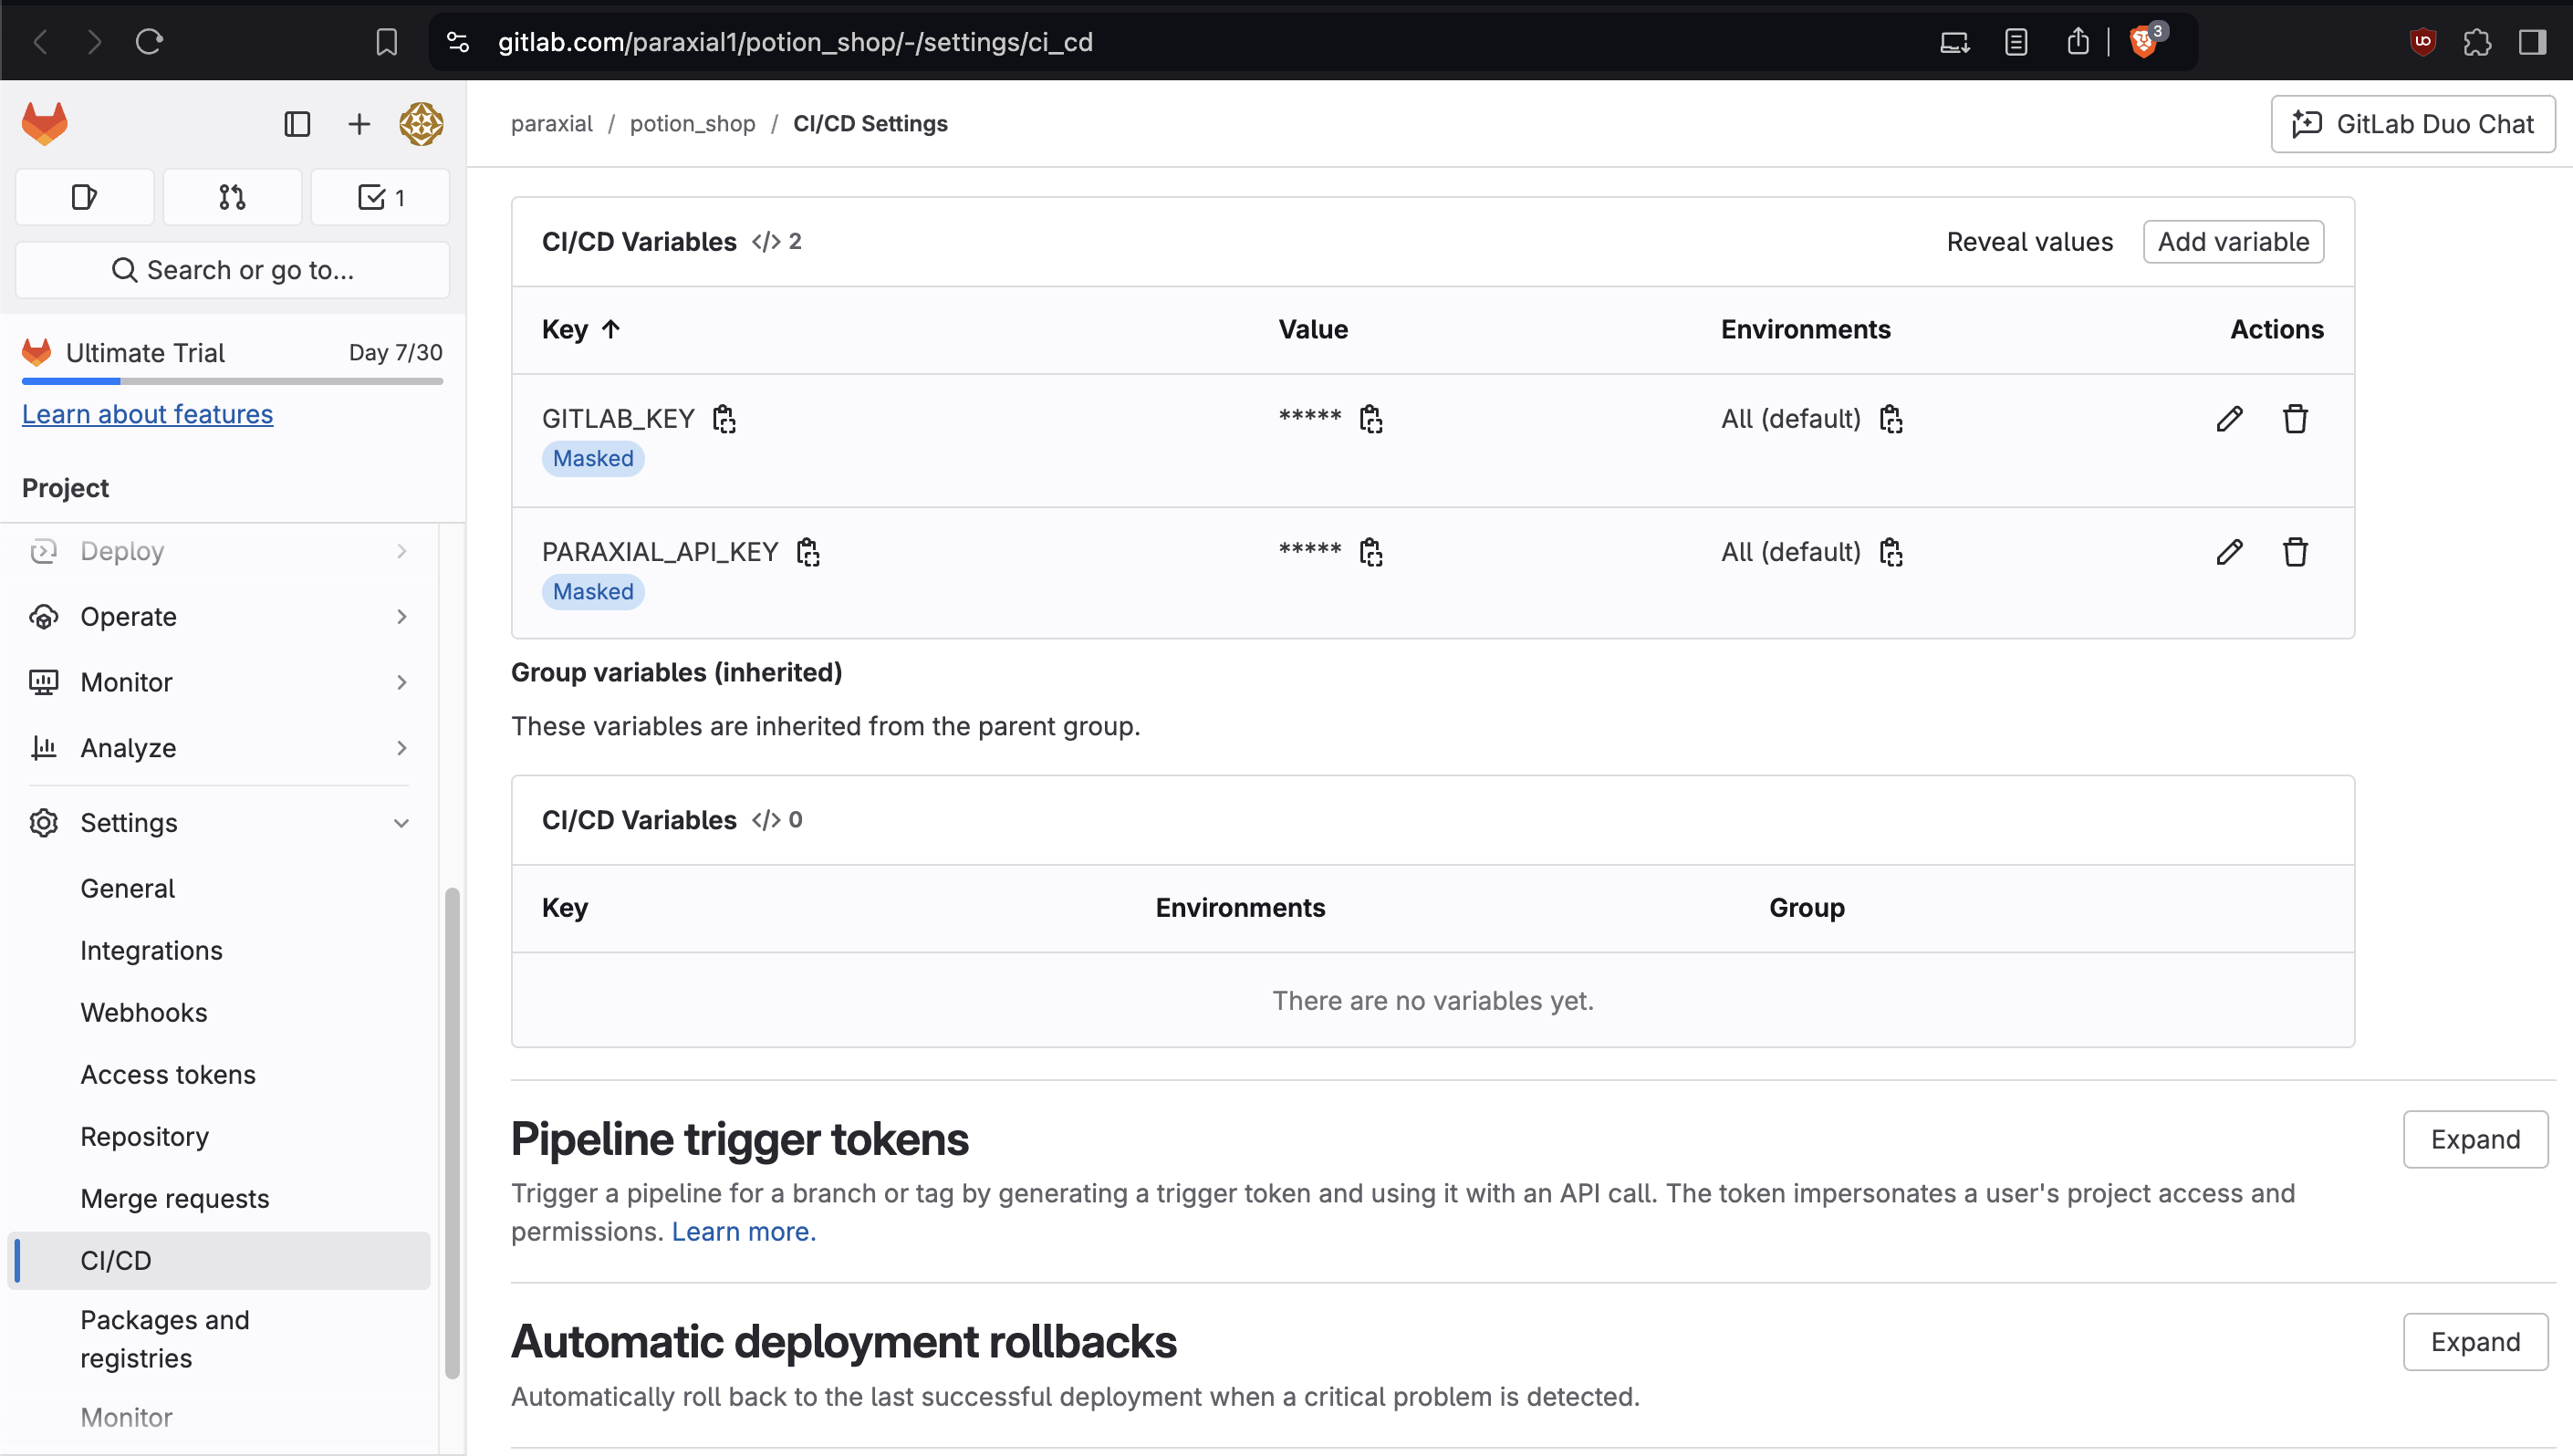 gitlab.com/paraxial1/potion_shop/-/settings/ci_cd
3
paraxial / potion_shop / CI/CD Settings
GitLab Duo Chat
1
Search or go to...
Ultimate Trial Day 7/30
Learn about features
Project
Deploy
Operate
Monitor
Analyze
Settings
General
Integrations
Webhooks
Access tokens
Repository
Merge requests
CI/CD
Packages and
registries
Monitor
CI/CD Variables </> 2 Reveal values Add variable
Key ↑ Value Environments Actions
GITLAB_KEY ***** All (default)
Masked
PARAXIAL_API_KEY ***** All (default)
Masked
Group variables (inherited)
These variables are inherited from the parent group.
CI/CD Variables </> 0
Key Environments Group
There are no variables yet.
Pipeline trigger tokens Expand
Trigger a pipeline for a branch or tag by generating a trigger token and using it with an API call. The token impersonates a user's project access and
permissions. Learn more.
Automatic deployment rollbacks Expand
Automatically roll back to the last successful deployment when a critical problem is detected.